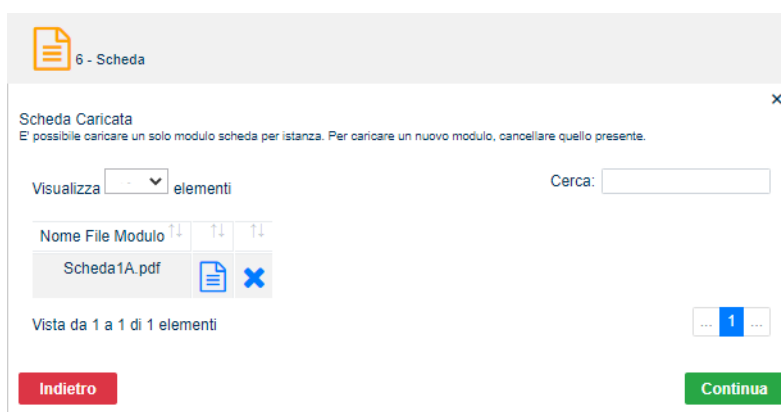 6 - Scheda
×
Scheda Caricata
E' possibile caricare un solo modulo scheda per istanza. Per caricare un nuovo modulo, cancellare quello presente.
Visualizza - elementi Cerca:
Nome File Modulo ↑↓ ↑↓ ↑↓
Scheda1A.pdf
Vista da 1 a 1 di 1 elementi ... 1 ...
Indietro Continua